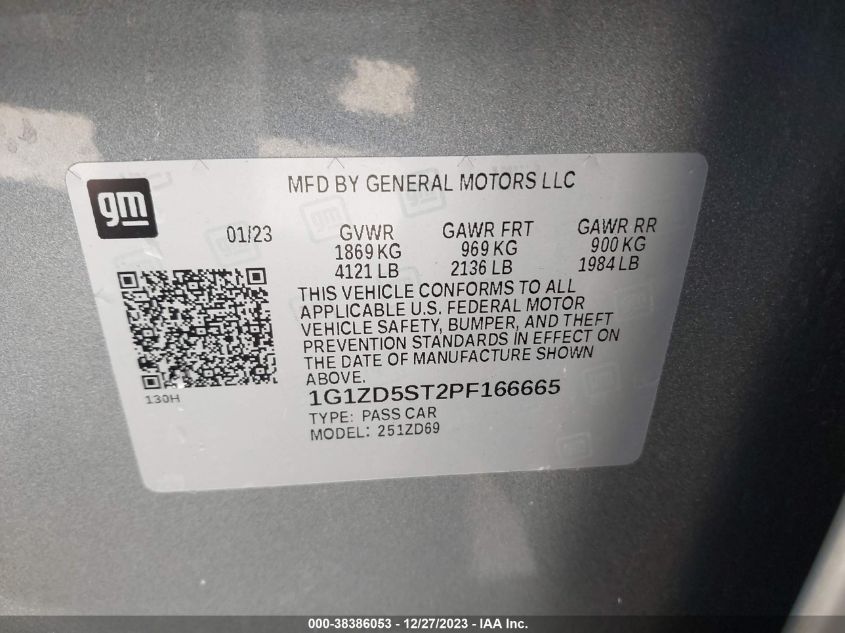 gm
MFD BY GENERAL MOTORS LLC
01/23 GVWR GAWR FRT GAWR RR
1869 KG 969 KG 900 KG
4121 LB 2136 LB 1984 LB
THIS VEHICLE CONFORMS TO ALL
APPLICABLE U.S. FEDERAL MOTOR
VEHICLE SAFETY, BUMPER, AND THEFT
PREVENTION STANDARDS IN EFFECT ON
THE DATE OF MANUFACTURE SHOWN
ABOVE.
130H
1G1ZD5ST2PF166665
TYPE: PASS CAR
MODEL: 251ZD69
000-38386053 - 12/27/2023 - IAA Inc.